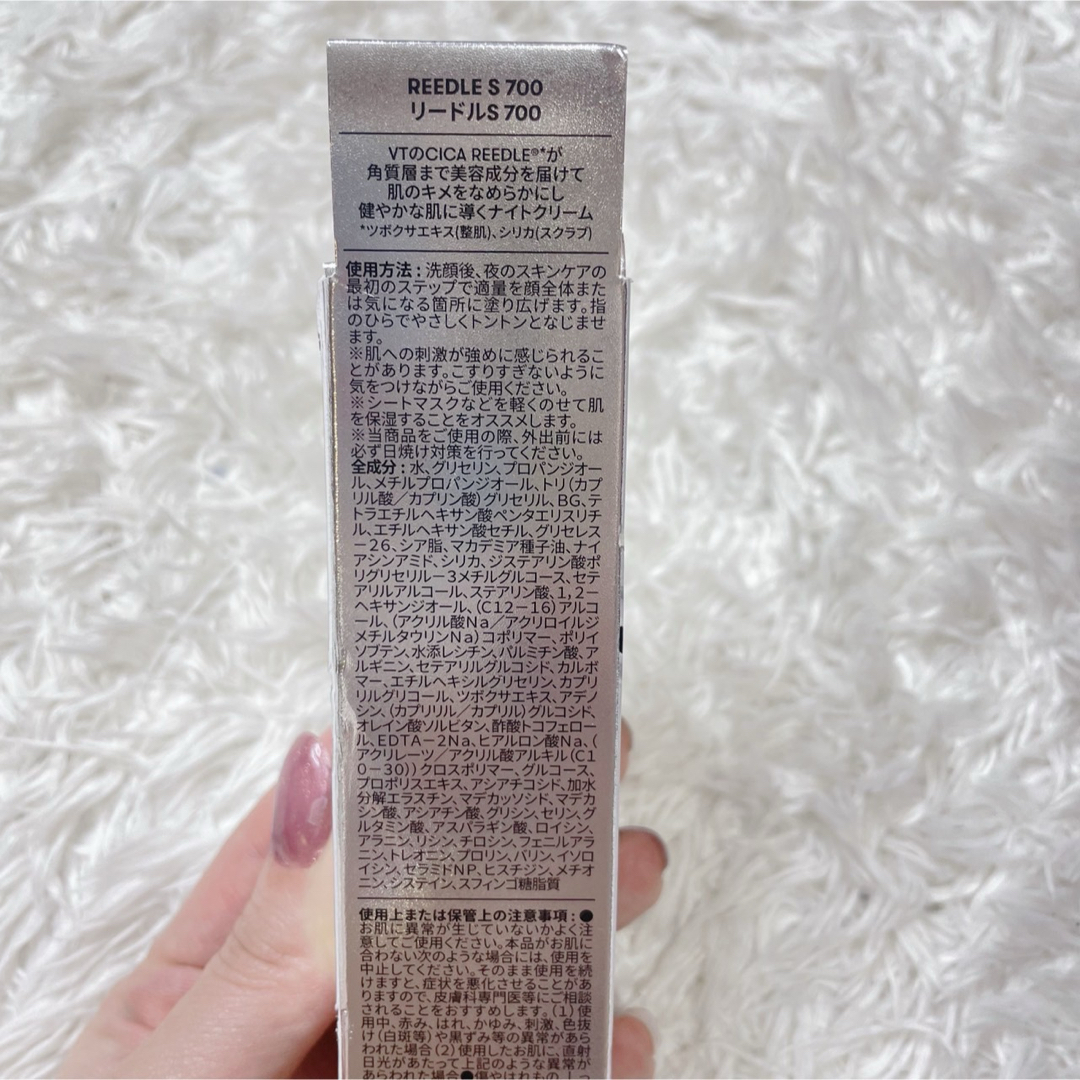 REEDLE S 700
リードルS 700
VTのCICA REEDLE®*が
角質層まで美容成分を届けて
肌のキメをなめらかにし
健やかな肌に導くナイトクリーム
*ツボクサエキス(整肌)、シリカ(スクラブ)
使用方法：洗顔後、夜のスキンケアの
最初のステップで適量を顔全体また
は気になる箇所に塗り広げます。指
のひらでやさしくトントンとなじませ
ます。
※肌への刺激が強めに感じられるこ
とがあります。こすりすぎないように
気をつけながらご使用ください。
※シートマスクなどを軽くのせて肌
を保湿することをオススメします。
※当商品をご使用の際、外出前には
必ず日焼け対策を行ってください。
全成分：水、グリセリン、プロパンジオー
ル、メチルプロパンジオール、トリ(カプ
リル酸／カプリン酸)グリセリル、BG、テ
トラエチルヘキサン酸ペンタエリスリチ
ル、エチルヘキサン酸セチル、グリセレス
－26、シア脂、マカデミア種子油、ナイ
アシンアミド、シリカ、ジステアリン酸ポ
リグリセリル－3メチルグルコース、セテ
アリルアルコール、ステアリン酸、1，2－
ヘキサンジオール、(C12－16)アルコ
ール、(アクリル酸Na／アクリロイルジ
メチルタウリンNa)コポリマー、ポリイ
ソブテン、水添レシチン、パルミチン酸、ア
ルギニン、セテアリルグルコシド、カルボ
マー、エチルヘキシルグリセリン、カプリ
リルグリコール、ツボクサエキス、アデノ
シン、(カプリリル／カプリル)グルコシド、
オレイン酸ソルビタン、酢酸トコフェロー
ル、EDTA－2Na、ヒアルロン酸Na、(
アクリレーツ／アクリル酸アルキル(C1
0－30))クロスポリマー、グルコース、
プロポリスエキス、アシアチコシド、加水
分解エラスチン、マデカッソシド、マデカ
シン酸、アシアチン酸、グリシン、セリン、グ
ルタミン酸、アスパラギン酸、ロイシン、
アラニン、リシン、チロシン、フェニルアラ
ニン、トレオニン、プロリン、バリン、イソロ
イシン、セラミドNP、ヒスチジン、メチオ
ニン、システイン、スフィンゴ糖脂質
使用上または保管上の注意事項：●
お肌に異常が生じていないかよく注
意してご使用ください。本品がお肌に
合わない次のような場合には、使用を
中止してください。そのまま使用を続
けますと、症状を悪化させることがあ
りますので、皮膚科専門医等にご相談
されることをおすすめします。(1)使
用中、赤み、はれ、かゆみ、刺激、色抜
け(白斑等)や黒ずみ等の異常があら
われた場合(2)使用したお肌に、直射
日光があたって上記のような異常が
あらわれた場合●傷やはれもの、しっ